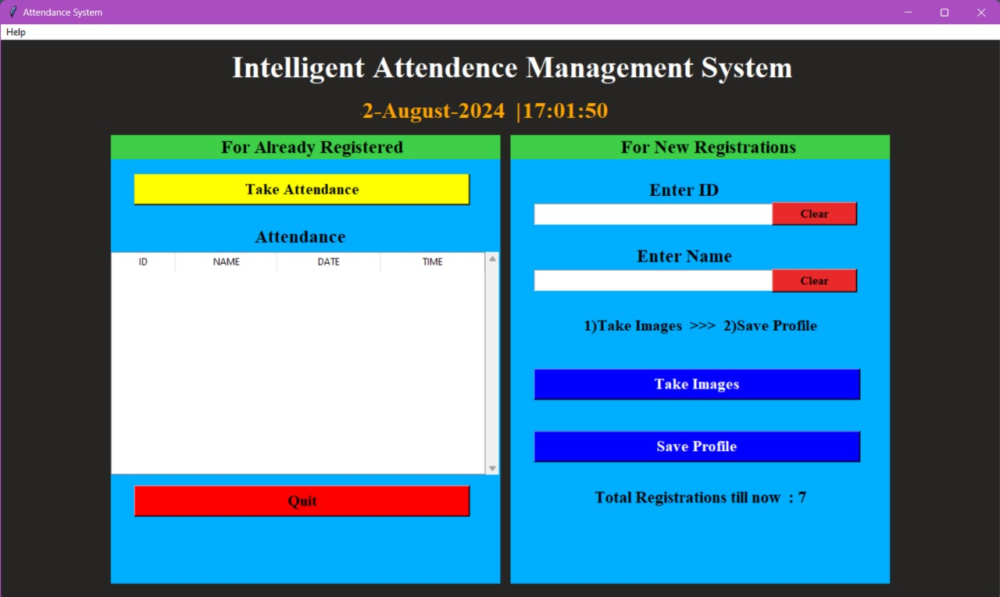 Attendance System
Help
Intelligent Attendence Management System
2-August-2024 |17:01:50
For Already Registered
Take Attendance
Attendance
ID NAME DATE TIME
Quit
For New Registrations
Enter ID
Clear
Enter Name
Clear
1)Take Images >>> 2)Save Profile
Take Images
Save Profile
Total Registrations till now : 7